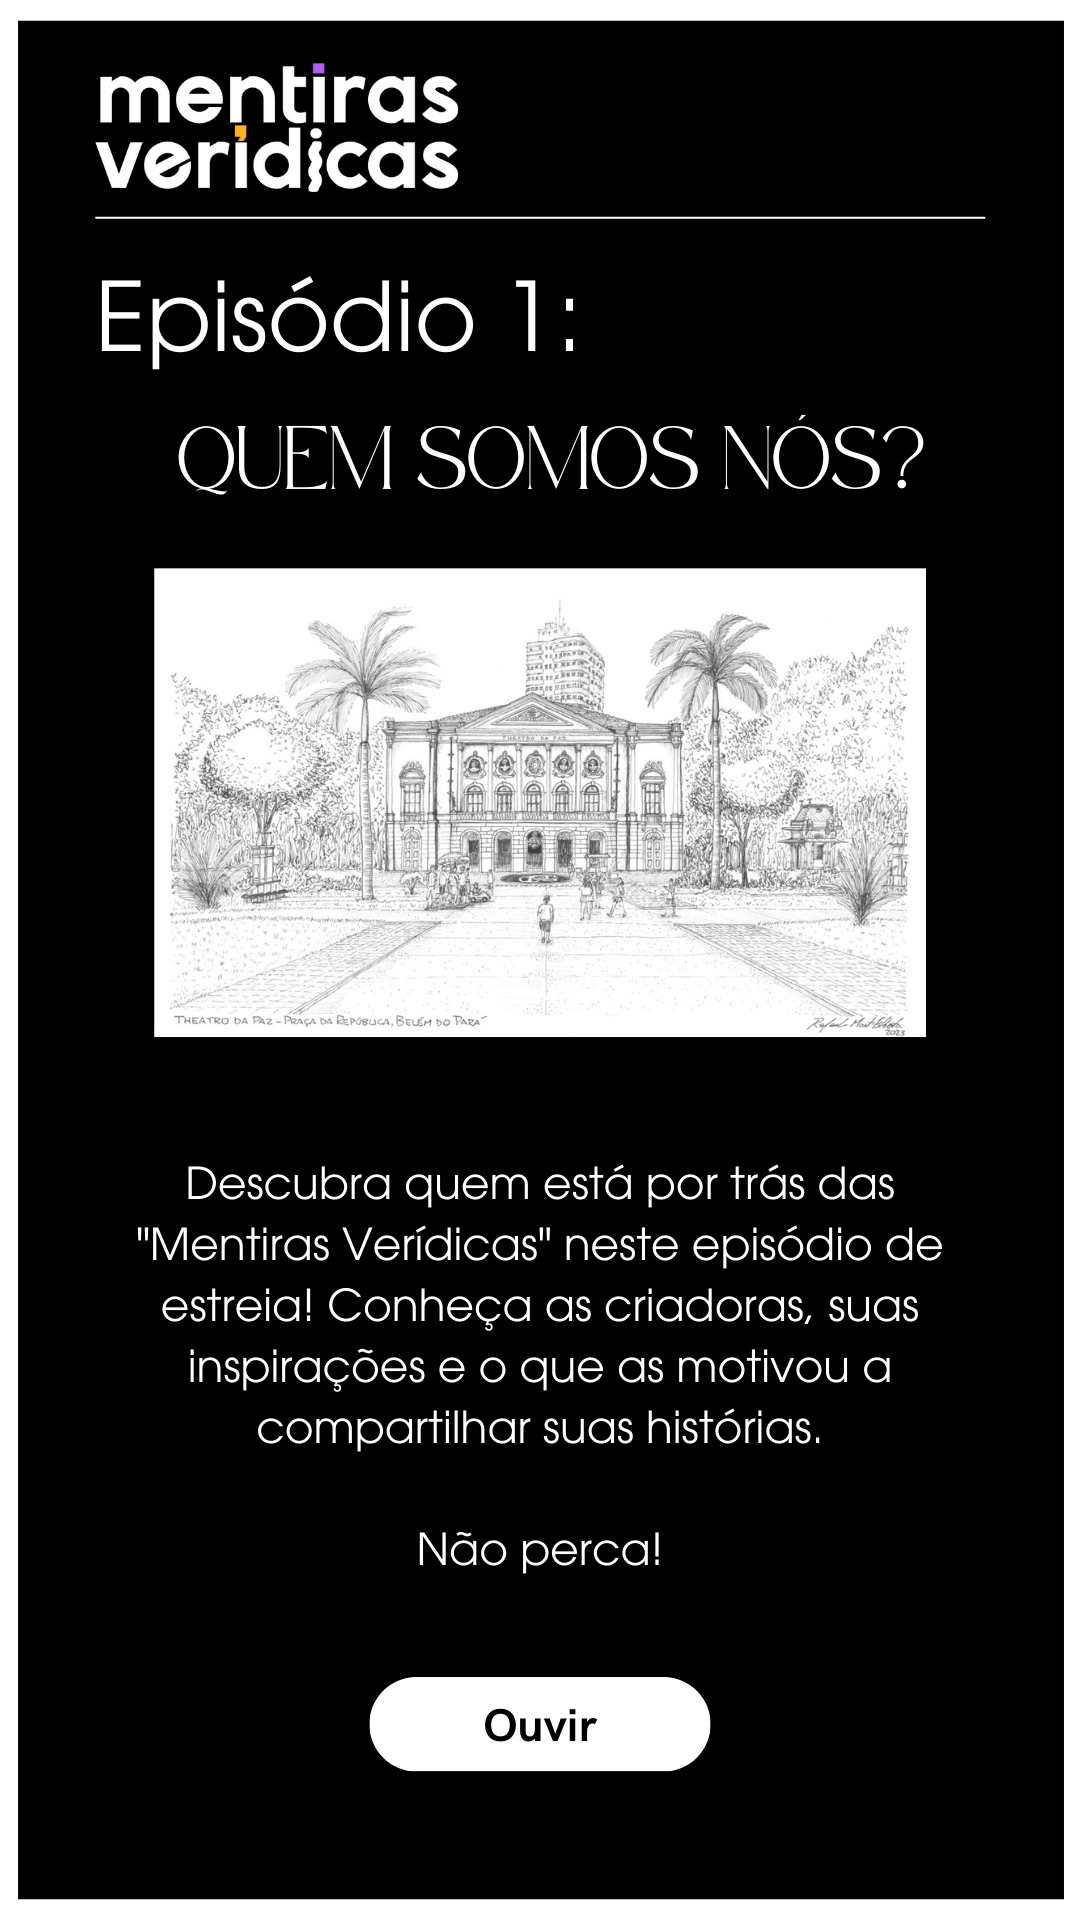 mentiras
verídicas
Episódio 1:
QUEM SOMOS NÓS?
THEATRO DA PAZ
THEATRO DA PAZ - PRAÇA DA REPÚBLICA, BELÉM DO PARÁ
2023
Descubra quem está por trás das
"Mentiras Verídicas" neste episódio de
estreia! Conheça as criadoras, suas
inspirações e o que as motivou a
compartilhar suas histórias.
Não perca!
Ouvir